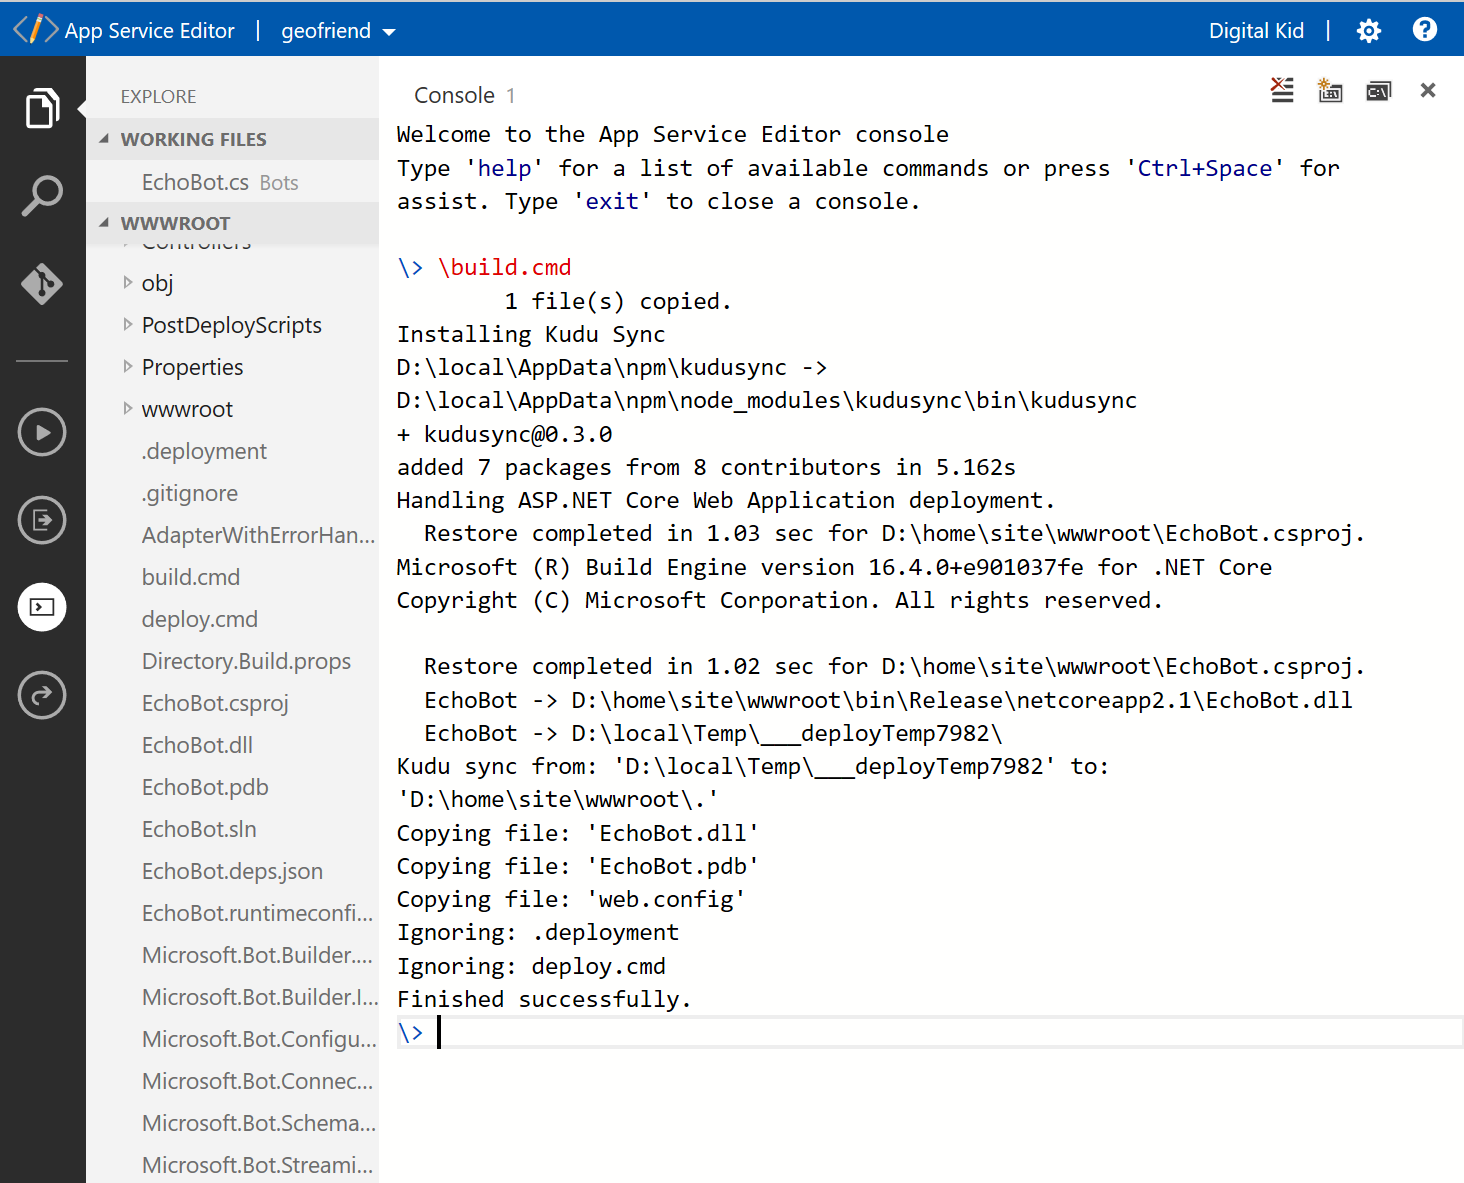 App Service Editor | geofriend
Digital Kid |
EXPLORE
WORKING FILES
EchoBot.cs Bots
WWWROOT
Controllers
obj
PostDeployScripts
Properties
wwwroot
.deployment
.gitignore
AdapterWithErrorHan...
build.cmd
deploy.cmd
Directory.Build.props
EchoBot.csproj
EchoBot.dll
EchoBot.pdb
EchoBot.sln
EchoBot.deps.json
EchoBot.runtimeconfi...
Microsoft.Bot.Builder....
Microsoft.Bot.Builder.I...
Microsoft.Bot.Configu...
Microsoft.Bot.Connec...
Microsoft.Bot.Schema...
Microsoft.Bot.Streami...
Console 1
Welcome to the App Service Editor console
Type 'help' for a list of available commands or press 'Ctrl+Space' for
assist. Type 'exit' to close a console.
\> \build.cmd
1 file(s) copied.
Installing Kudu Sync
D:\local\AppData\npm\kudusync ->
D:\local\AppData\npm\node_modules\kudusync\bin\kudusync
+ kudusync@0.3.0
added 7 packages from 8 contributors in 5.162s
Handling ASP.NET Core Web Application deployment.
Restore completed in 1.03 sec for D:\home\site\wwwroot\EchoBot.csproj.
Microsoft (R) Build Engine version 16.4.0+e901037fe for .NET Core
Copyright (C) Microsoft Corporation. All rights reserved.
Restore completed in 1.02 sec for D:\home\site\wwwroot\EchoBot.csproj.
EchoBot -> D:\home\site\wwwroot\bin\Release\netcoreapp2.1\EchoBot.dll
EchoBot -> D:\local\Temp\___deployTemp7982\
Kudu sync from: 'D:\local\Temp\___deployTemp7982' to:
'D:\home\site\wwwroot\.'
Copying file: 'EchoBot.dll'
Copying file: 'EchoBot.pdb'
Copying file: 'web.config'
Ignoring: .deployment
Ignoring: deploy.cmd
Finished successfully.
\>